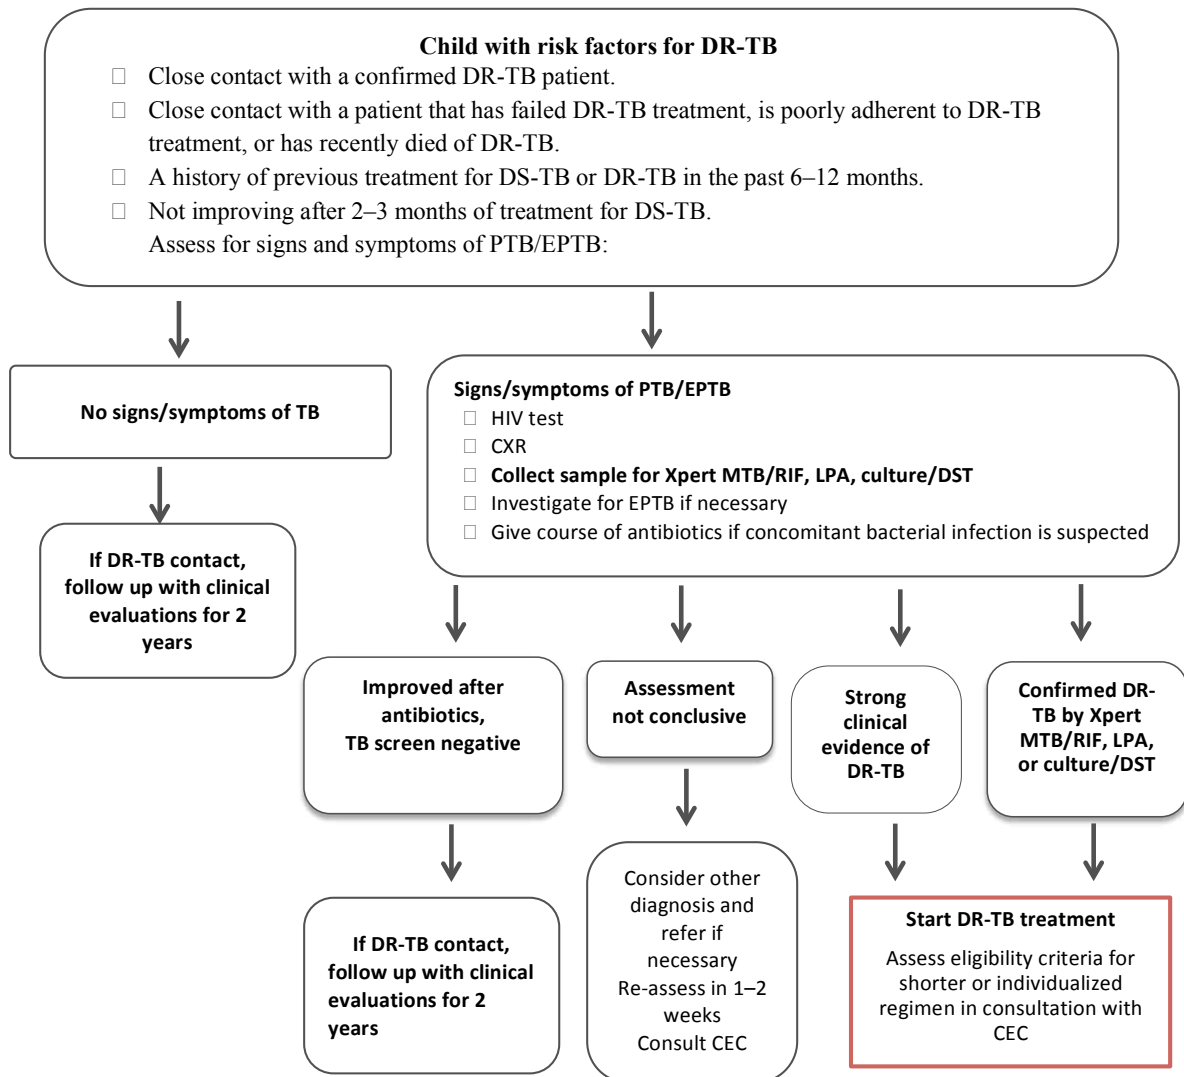 Child with risk factors for DR-TB
Close contact with a confirmed DR-TB patient.
Close contact with a patient that has failed DR-TB treatment, is poorly adherent to DR-TB
treatment, or has recently died of DR-TB.
A history of previous treatment for DS-TB or DR-TB in the past 6–12 months.
Not improving after 2–3 months of treatment for DS-TB.
Assess for signs and symptoms of PTB/EPTB:
No signs/symptoms of TB
Signs/symptoms of PTB/EPTB
HIV test
CXR
Collect sample for Xpert MTB/RIF, LPA, culture/DST
Investigate for EPTB if necessary
Give course of antibiotics if concomitant bacterial infection is suspected
If DR-TB contact,
follow up with clinical
evaluations for 2
years
Improved after
antibiotics,
TB screen negative
Assessment
not conclusive
Strong
clinical
evidence of
DR-TB
Confirmed DR-
TB by Xpert
MTB/RIF, LPA,
or culture/DST
If DR-TB contact,
follow up with clinical
evaluations for 2
years
Consider other
diagnosis and
refer if
necessary
Re-assess in 1–2
weeks
Consult CEC
Start DR-TB treatment
Assess eligibility criteria for
shorter or individualized
regimen in consultation with
CEC